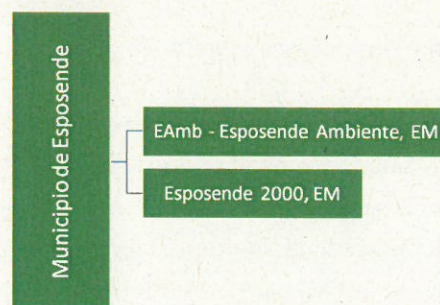 Município de Esposende
EAmb - Esposende Ambiente, EM
Esposende 2000, EM